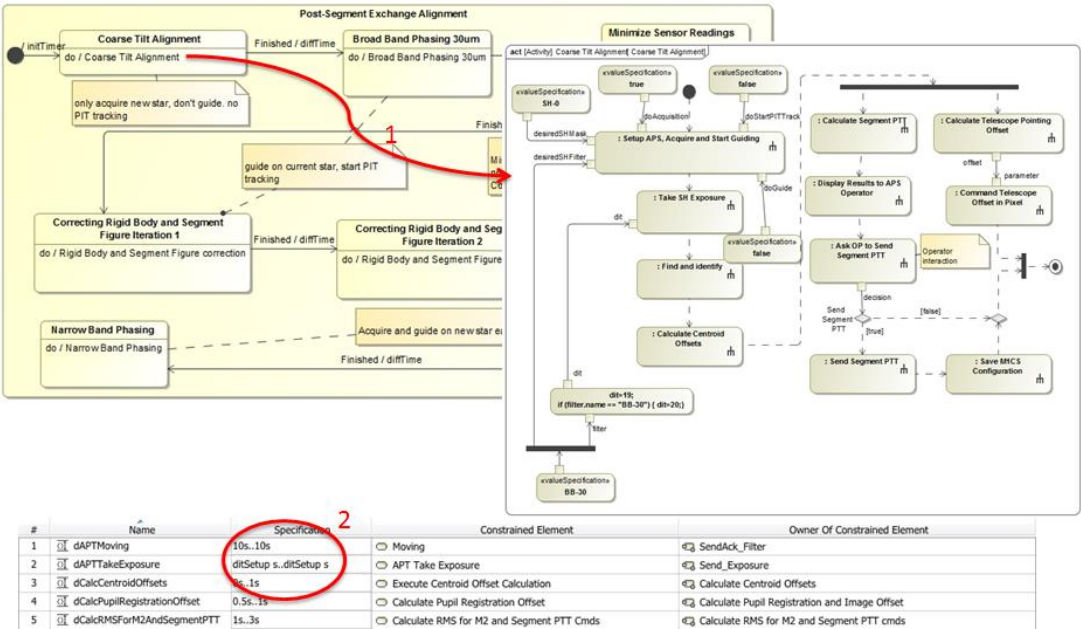 Post-Segment Exchange Alignment
/ initTimer
Coarse Tilt Alignment
do / Coarse Tilt Alignment
Finished / diffTime
Broad Band Phasing 30um
do / Broad Band Phasing 30um
Minimize Sensor Readings
only acquire new star, don't guide. no
PIT tracking
1
Finish
guide on current star, start PIT
tracking
Mi
Co
Correcting Rigid Body and Segment
Figure Iteration 1
do / Rigid Body and Segment Figure correction
Finished / diffTime
Correcting Rigid Body and Seg
Figure Iteration 2
do / Rigid Body and Segment Figure
Narrow Band Phasing
do / Narrow Band Phasing
Acquire and guide on new star e
Finished / diffTime
act [Activity] Coarse Tilt Alignment[ Coarse Tilt Alignment]
«valueSpecification»
SH-0
«valueSpecification»
true
«valueSpecification»
false
doAcquisition
doStartPITTrack
desiredSHMask
desiredSHFilter
: Setup APS, Acquire and Start Guiding
doGuide
: Take SH Exposure
dit
«valueSpecification»
false
: Find and identify
: Calculate Centroid
Offsets
dit
dit=19;
if (filter.name == "BB-30") { dit=20;}
filter
«valueSpecification»
BB-30
: Calculate Segment PTT
: Calculate Telescope Pointing
Offset
offset
parameter
: Display Results to APS
Operator
: Command Telescope
Offset in Pixel
: Ask OP to Send
Segment PTT
Operator
interaction
decision
Send
Segment
PTT
[false]
[true]
: Send Segment PTT
: Save M1CS
Configuration
2
# Name Specification Constrained Element Owner Of Constrained Element
1 dAPTMoving 10s..10s Moving SendAck_Filter
2 dAPTTakeExposure ditSetup s..ditSetup s APT Take Exposure Send_Exposure
3 dCalcCentroidOffsets 0s..1s Execute Centroid Offset Calculation Calculate Centroid Offsets
4 dCalcPupilRegistrationOffset 0.5s..1s Calculate Pupil Registration Offset Calculate Pupil Registration and Image Offset
5 dCalcRMSForM2AndSegmentPTT 1s..3s Calculate RMS for M2 and Segment PTT Cmds Calculate RMS for M2 and Segment PTT cmds